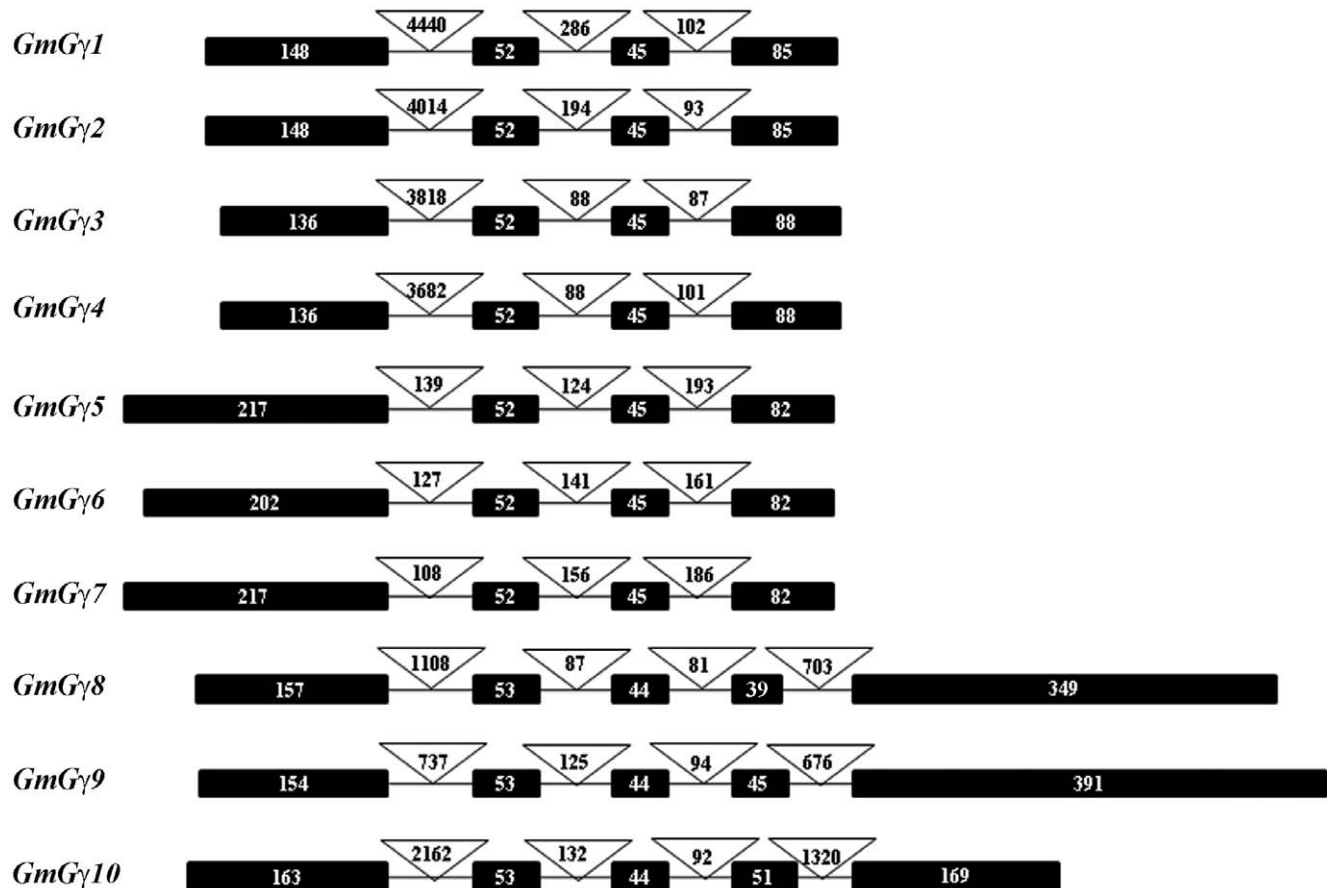 GmGγ1 148 4440 52 286 45 102 85
GmGγ2 148 4014 52 194 45 93 85
GmGγ3 136 3818 52 88 45 87 88
GmGγ4 136 3682 52 88 45 101 88
GmGγ5 217 139 52 124 45 193 82
GmGγ6 202 127 52 141 45 161 82
GmGγ7 217 108 52 156 45 186 82
GmGγ8 157 1108 53 87 44 81 39 703 349
GmGγ9 154 737 53 125 44 94 45 676 391
GmGγ10 163 2162 53 132 44 92 51 1320 169